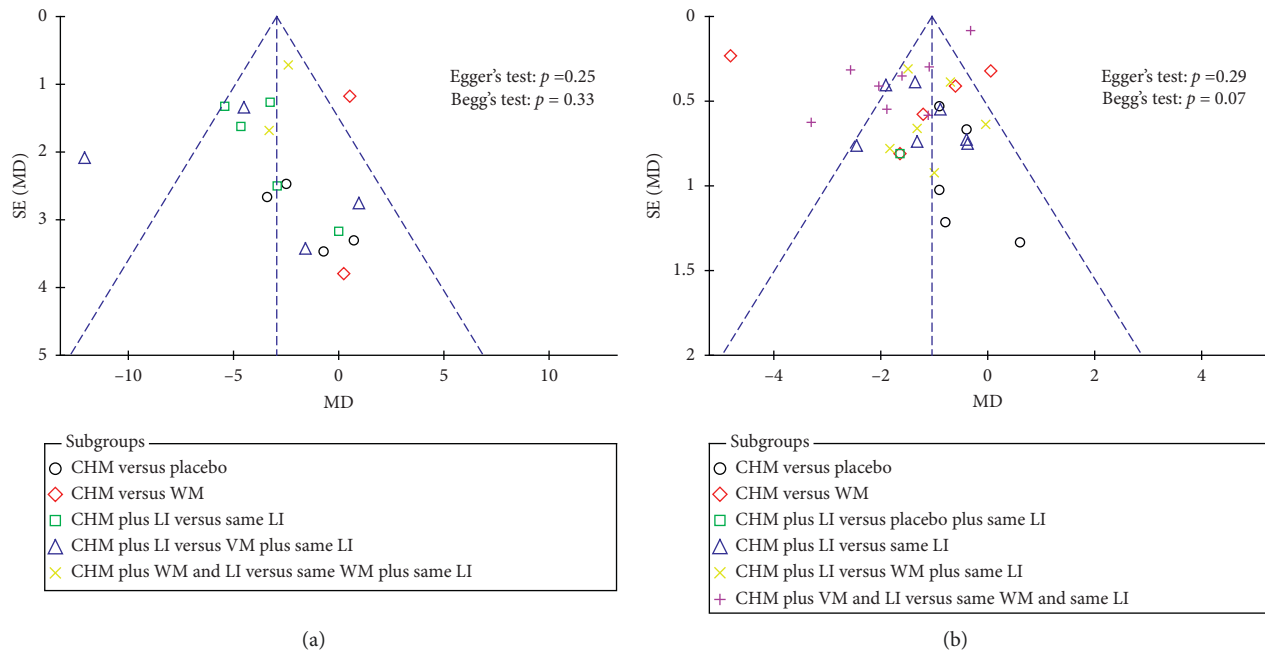 0
1
2
3
4
5
SE (MD)
−10
−5
0
5
10
MD
Egger's test: p =0.25
Begg's test: p = 0.33
Subgroups
CHM versus placebo
CHM versus WM
CHM plus LI versus same LI
CHM plus LI versus VM plus same LI
CHM plus WM and LI versus same WM plus same LI
(a)
0
0.5
1
1.5
2
SE (MD)
−4
−2
0
2
4
MD
Egger's test: p =0.29
Begg's test: p = 0.07
Subgroups
CHM versus placebo
CHM versus WM
CHM plus LI versus placebo plus same LI
CHM plus LI versus same LI
CHM plus LI versus WM plus same LI
CHM plus VM and LI versus same WM and same LI
(b)